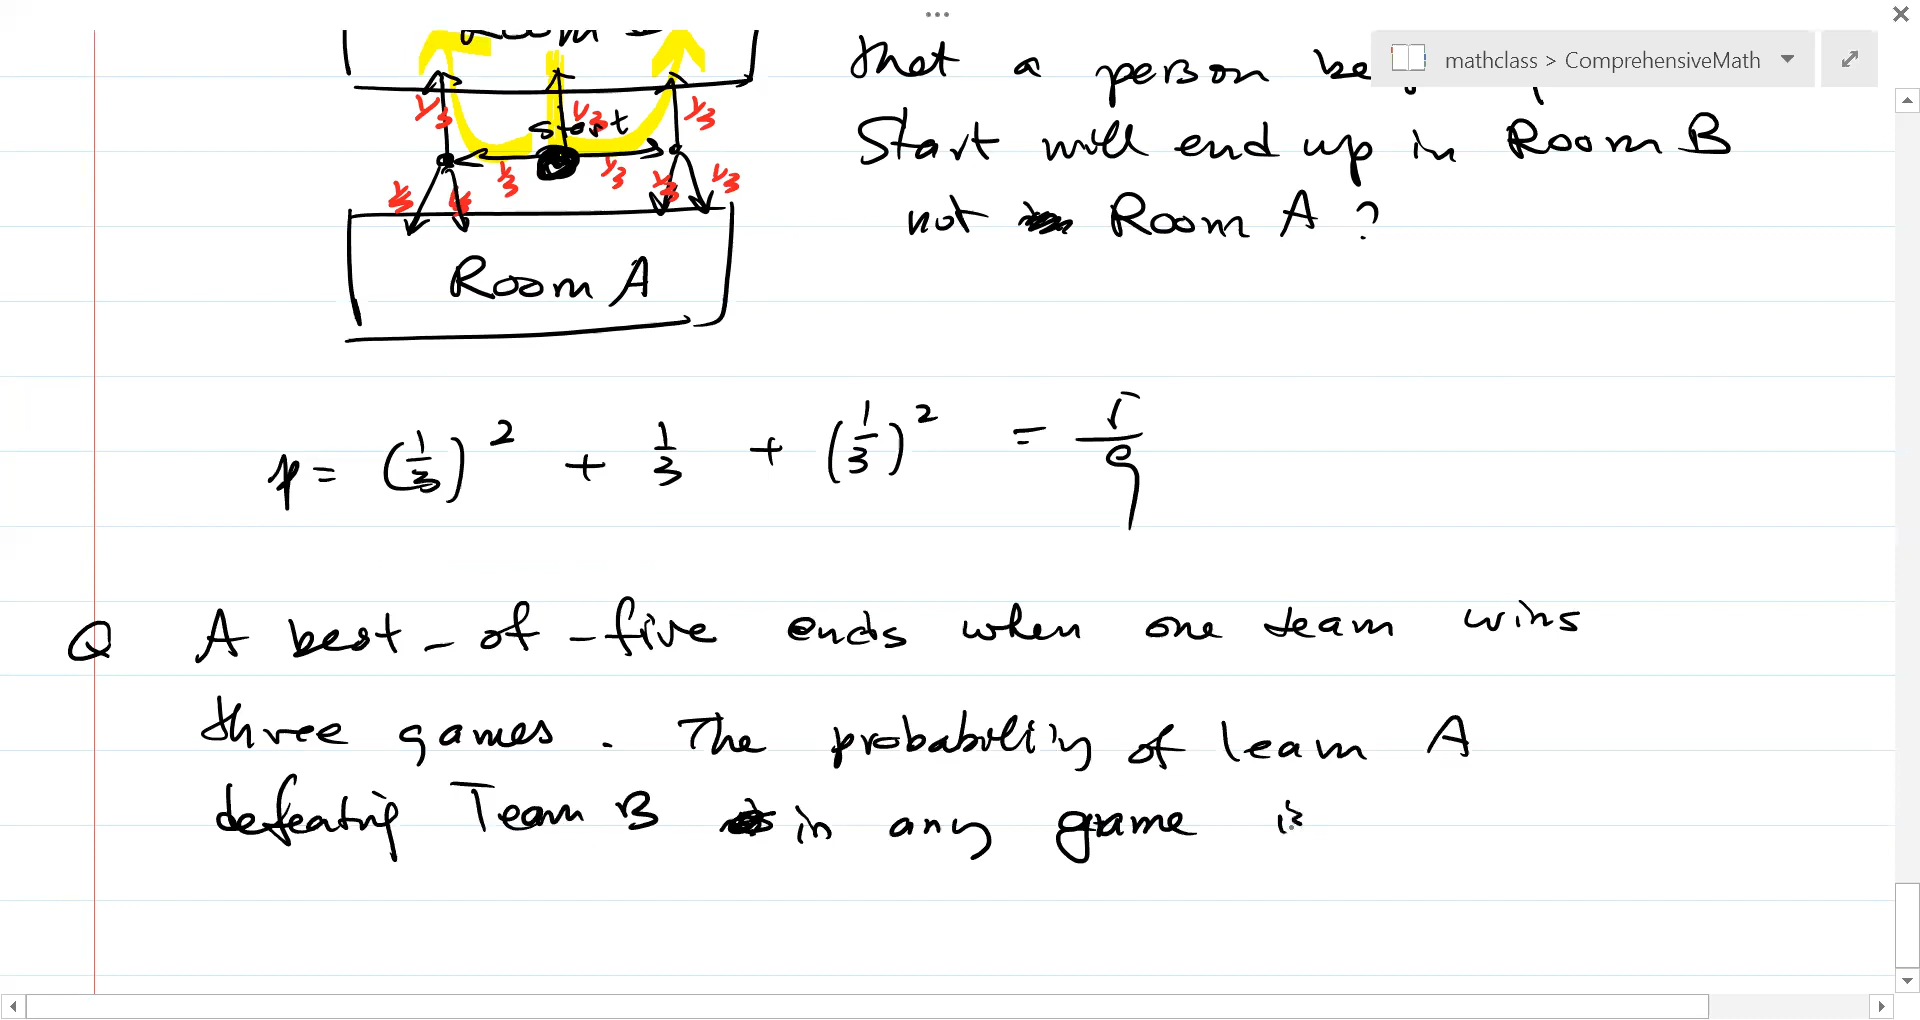 mathclass > ComprehensiveMath
that a person
Start will end up in Room B
not Room A ?
1/3 1/3 1/3
Start
1/3 1/3 1/3 1/3
1/3
Room A
p = (1/3)^2 + 1/3 + (1/3)^2 = 5/9
Q A best-of-five ends when one team wins
three games. The probability of team A
defeating Team B in any game is